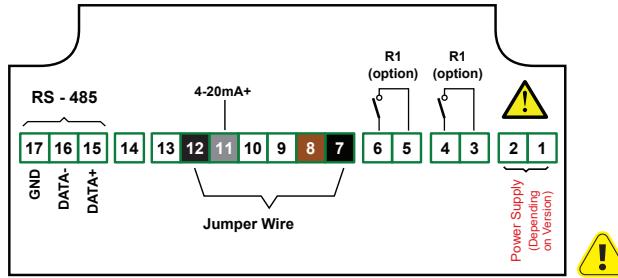 R1
(option)
R1
(option)
RS - 485
4-20mA+
17 16 15 14 13 12 11 10 9 8 7 6 5 4 3 2 1
GND
DATA-
DATA+
Jumper Wire
Power Supply
(Depending
on Version)